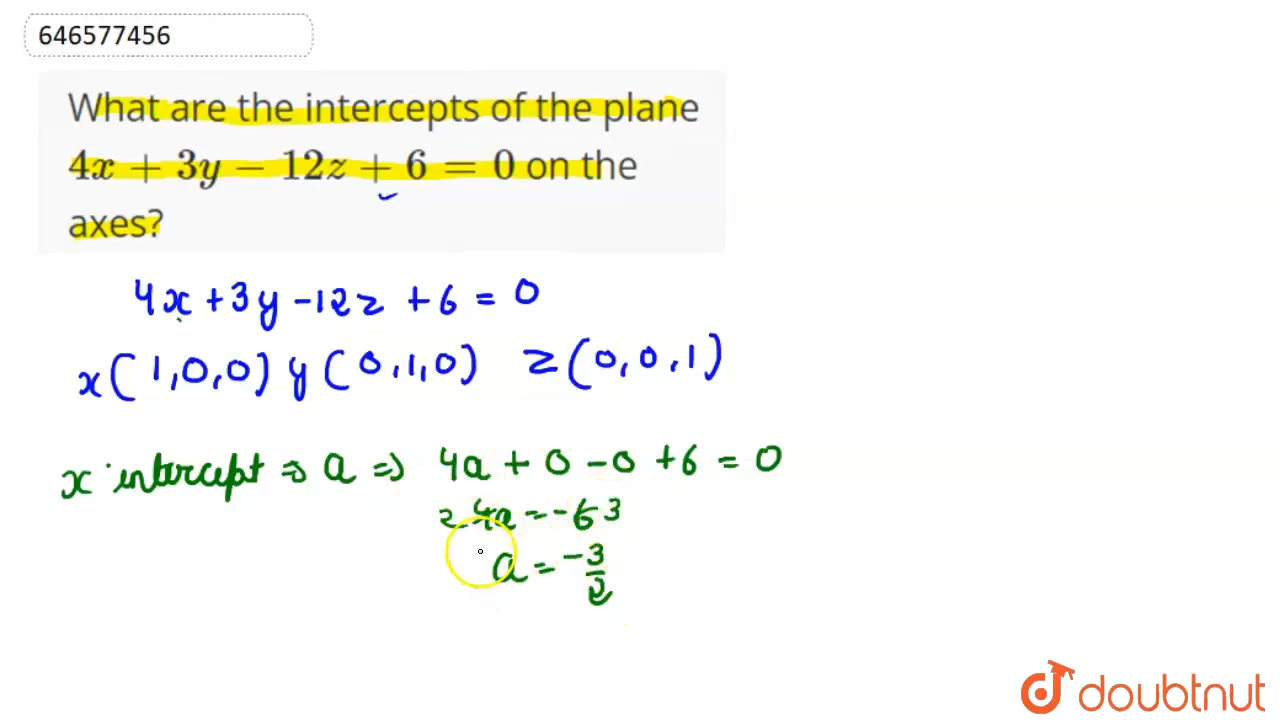 646577456
What are the intercepts of the plane
4x + 3y − 12z + 6 = 0 on the
axes?
4x + 3y - 12z + 6 = 0
x(1,0,0) y(0,1,0) z(0,0,1)
x intercept ⇒ a ⇒ 4a + 0 - 0 + 6 = 0
2 4a = -6 3
a = -3/2
doubtnut